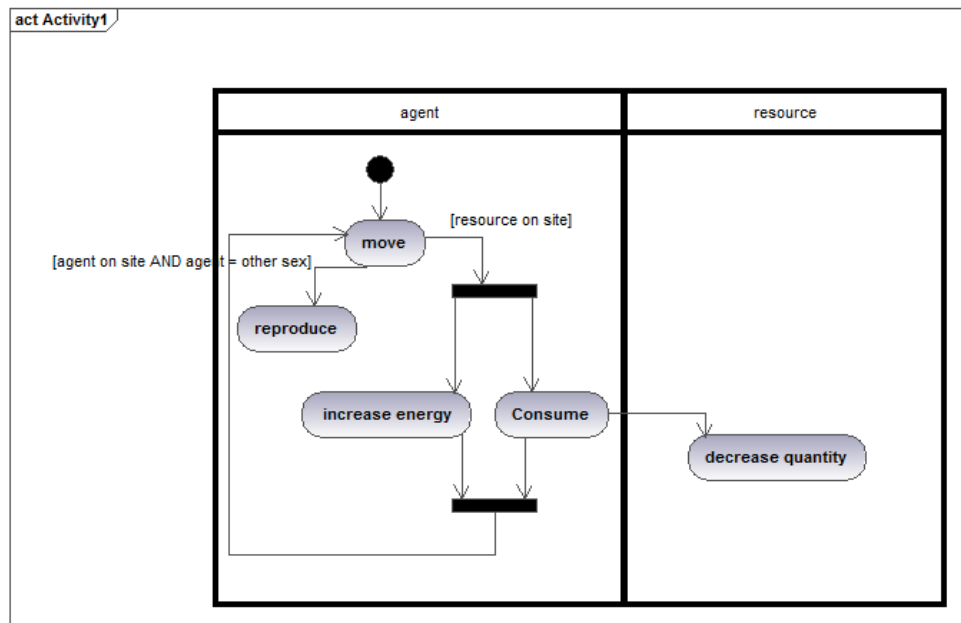 act Activity1
agent
resource
[resource on site]
move
[agent on site AND agent = other sex]
reproduce
increase energy
Consume
decrease quantity